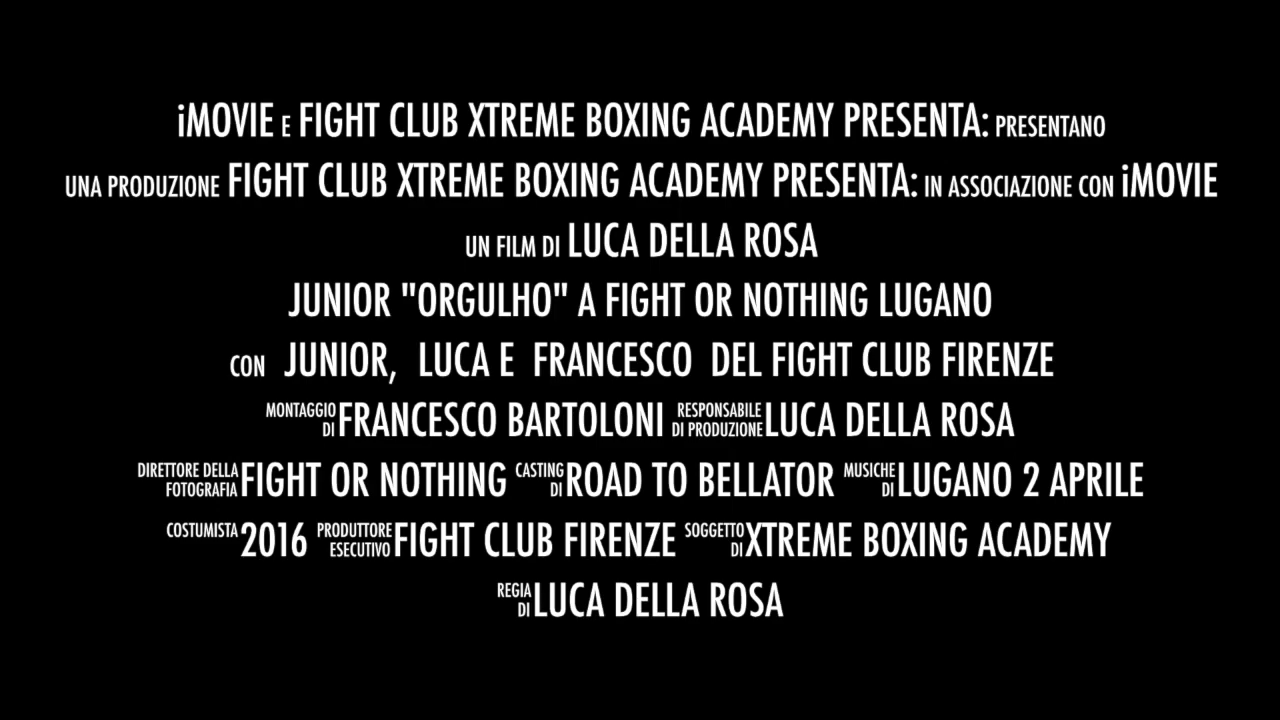 iMOVIE E FIGHT CLUB XTREME BOXING ACADEMY PRESENTA: PRESENTANO
UNA PRODUZIONE FIGHT CLUB XTREME BOXING ACADEMY PRESENTA: IN ASSOCIAZIONE CON iMOVIE
UN FILM DI LUCA DELLA ROSA
JUNIOR "ORGULHO" A FIGHT OR NOTHING LUGANO
CON JUNIOR, LUCA E FRANCESCO DEL FIGHT CLUB FIRENZE
MONTAGGIO DI FRANCESCO BARTOLONI RESPONSABILE DI PRODUZIONE LUCA DELLA ROSA
DIRETTORE DELLA FOTOGRAFIA FIGHT OR NOTHING CASTING DI ROAD TO BELLATOR MUSICHE DI LUGANO 2 APRILE
COSTUMISTA 2016 PRODUTTORE ESECUTIVO FIGHT CLUB FIRENZE SOGGETTO DI XTREME BOXING ACADEMY
REGIA DI LUCA DELLA ROSA